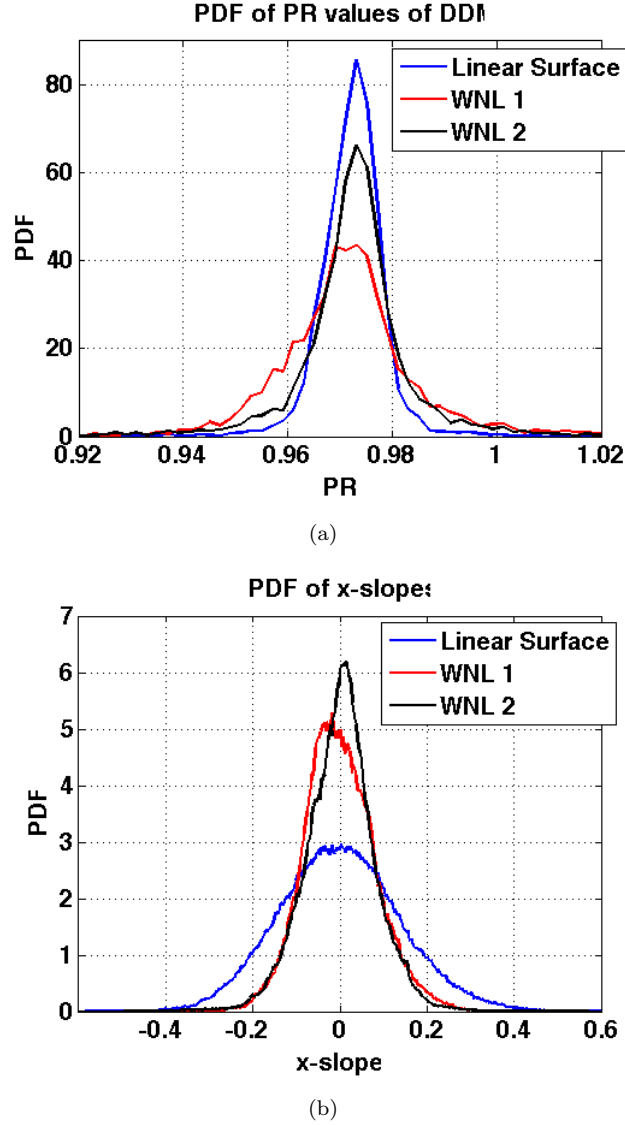 PDF of PR values of DDM
Linear Surface
WNL 1
WNL 2
PDF
80
60
40
20
0
0.92 0.94 0.96 0.98 1 1.02
PR
(a)
PDF of x-slopes
Linear Surface
WNL 1
WNL 2
PDF
7
6
5
4
3
2
1
0
-0.4 -0.2 0 0.2 0.4 0.6
x-slope
(b)